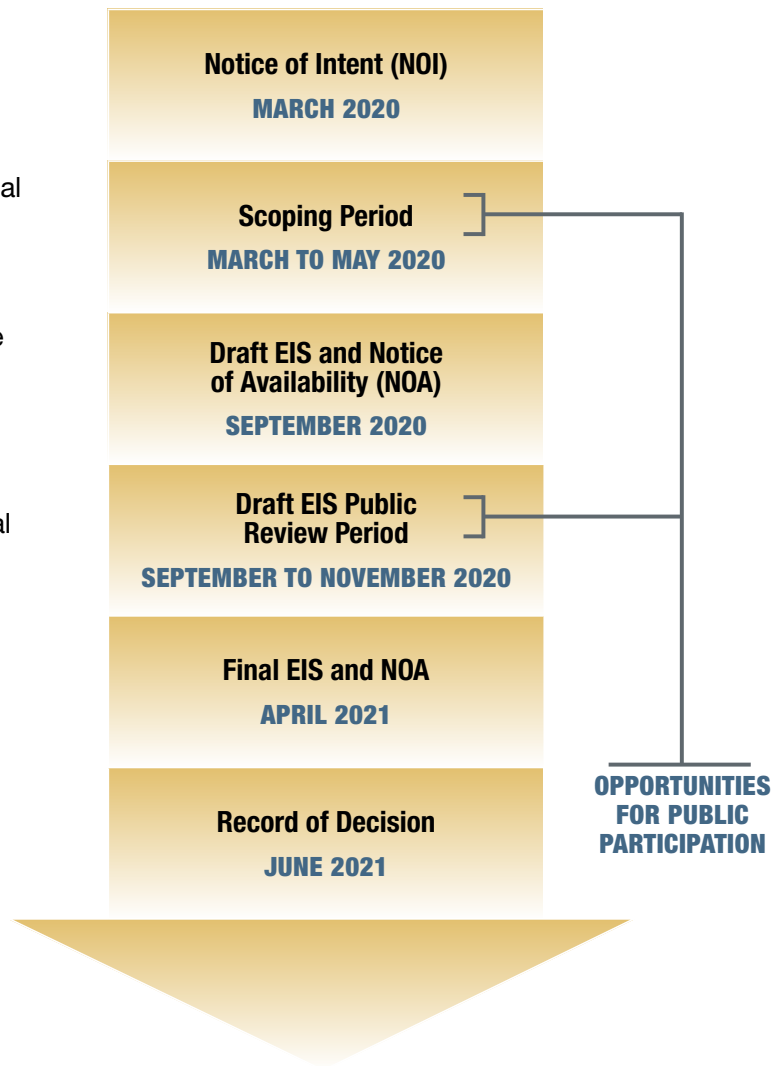 Notice of Intent (NOI)
MARCH 2020
al
Scoping Period
MARCH TO MAY 2020
e
Draft EIS and Notice
of Availability (NOA)
SEPTEMBER 2020
al
Draft EIS Public
Review Period
SEPTEMBER TO NOVEMBER 2020
Final EIS and NOA
APRIL 2021
Record of Decision
JUNE 2021
OPPORTUNITIES
FOR PUBLIC
PARTICIPATION